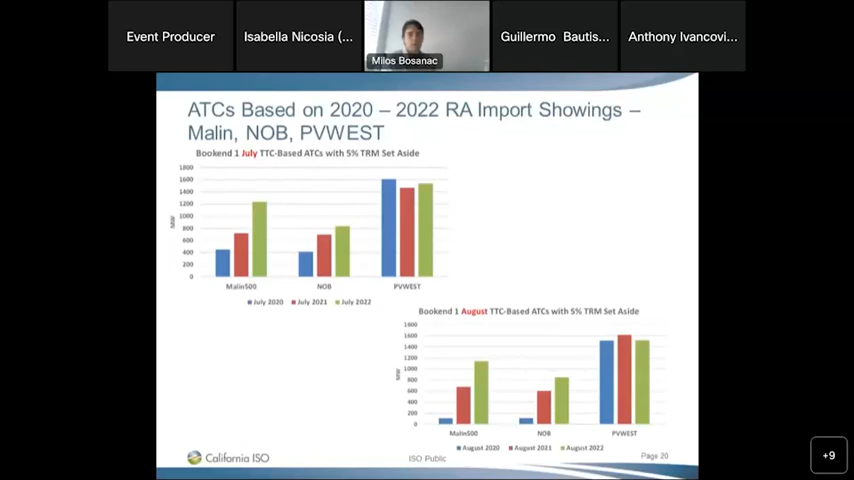 Event Producer
Isabella Nicosia (...
Milos Bosanac
Guillermo Bautis...
Anthony Ivancovi...
ATCs Based on 2020 – 2022 RA Import Showings –
Malin, NOB, PVWEST
Bookend 1 July TTC-Based ATCs with 5% TRM Set Aside
1800
1600
1400
1200
1000
800
600
400
200
0
MW
Malin500
NOB
PVWEST
July 2020
July 2021
July 2022
Bookend 1 August TTC-Based ATCs with 5% TRM Set Aside
1800
1600
1400
1200
1000
800
600
400
200
0
MW
Malin500
NOB
PVWEST
August 2020
August 2021
August 2022
California ISO
ISO Public
Page 20
+9